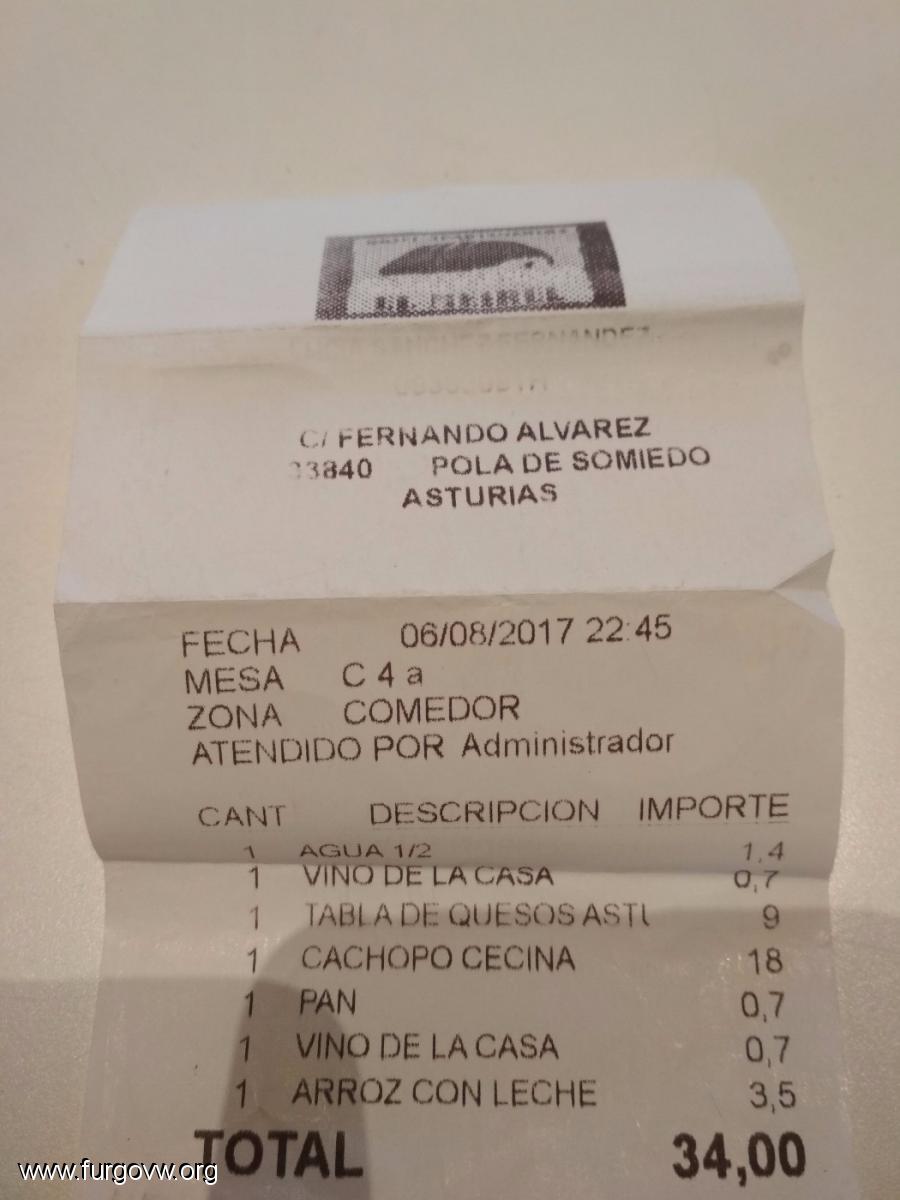 FERNANDEZ
C/ FERNANDO ALVAREZ
33840 POLA DE SOMIEDO
ASTURIAS
FECHA 06/08/2017 22:45
MESA C 4 a
ZONA COMEDOR
ATENDIDO POR Administrador
CANT DESCRIPCION IMPORTE
1 AGUA 1/2 1,4
1 VINO DE LA CASA 0,7
1 TABLA DE QUESOS ASTU 9
1 CACHOPO CECINA 18
1 PAN 0,7
1 VINO DE LA CASA 0,7
1 ARROZ CON LECHE 3,5
TOTAL 34,00
www.furgovw.org